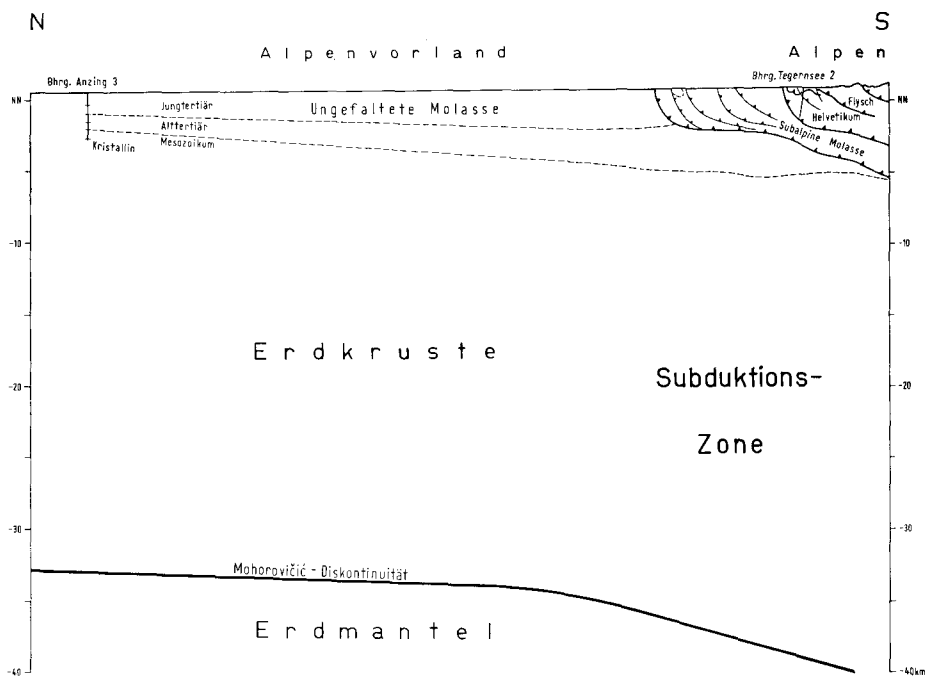 N
S
Alpenvorland
Alpen
Bhrg. Anzing 3
Bhrg. Tegernsee 2
NN
NN
Jungtertiär
Ungefaltete Molasse
Flysch
Helvetikum
Alttertiär
Subalpine Molasse
Kristallin
Mesozoikum
-10
-10
Erdkruste
Subduktions-
-20
-20
Zone
-30
-30
Mohorovičić - Diskontinuität
Erdmantel
-40
-40km